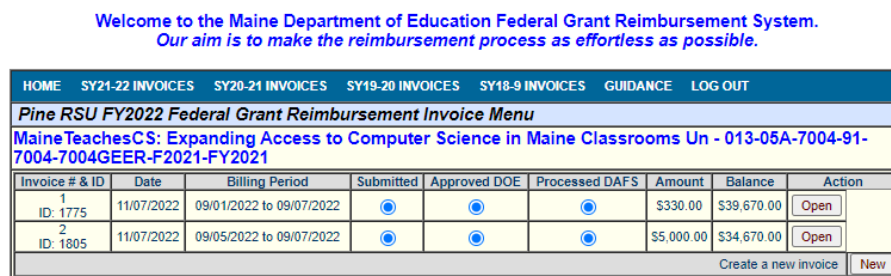 Welcome to the Maine Department of Education Federal Grant Reimbursement System.
Our aim is to make the reimbursement process as effortless as possible.
HOME SY21-22 INVOICES SY20-21 INVOICES SY19-20 INVOICES SY18-9 INVOICES GUIDANCE LOG OUT
Pine RSU FY2022 Federal Grant Reimbursement Invoice Menu
MaineTeachesCS: Expanding Access to Computer Science in Maine Classrooms Un - 013-05A-7004-91-
7004-7004GEER-F2021-FY2021
Invoice # & ID Date Billing Period Submitted Approved DOE Processed DAFS Amount Balance Action
1
ID: 1775 11/07/2022 09/01/2022 to 09/07/2022 $330.00 $39,670.00 Open
2
ID: 1805 11/07/2022 09/05/2022 to 09/07/2022 $5,000.00 $34,670.00 Open
Create a new invoice New